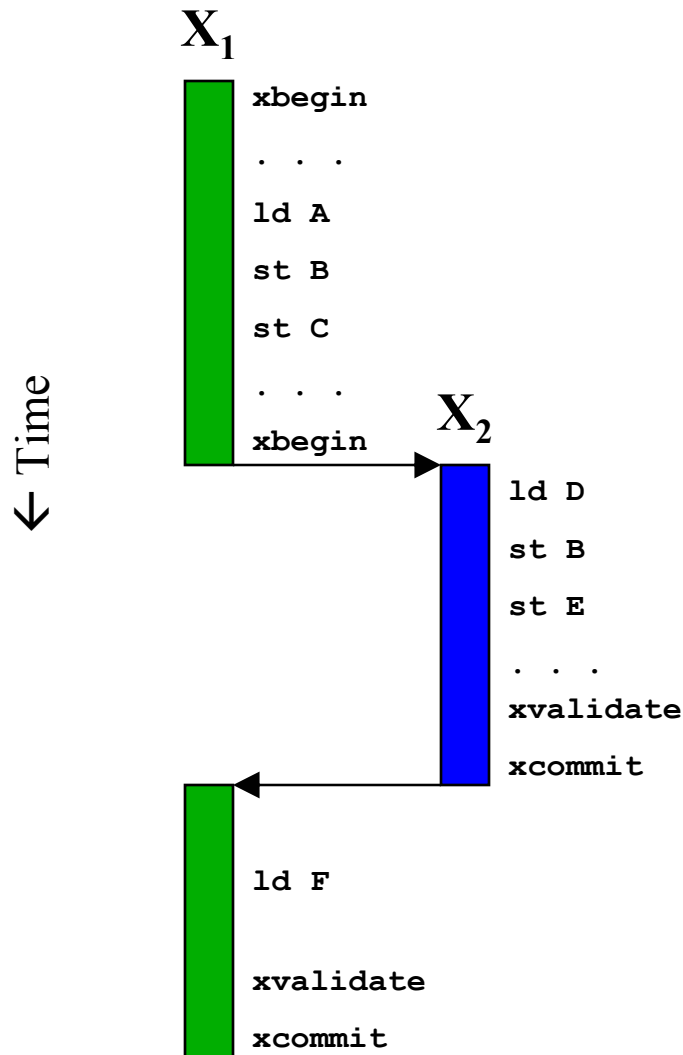 X₁
xbegin
. . .
ld A
st B
st C
. . .
xbegin
← Time
X₂
ld D
st B
st E
. . .
xvalidate
xcommit
ld F
xvalidate
xcommit